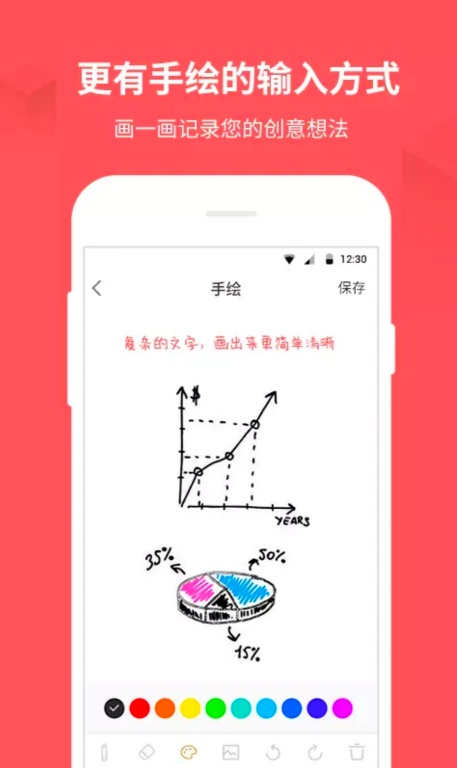 更有手绘的输入方式
画一画记录您的创意想法
12:30
手绘
保存
复杂的文字，画出来更简单清晰
$
YEARS
35%
50%
15%